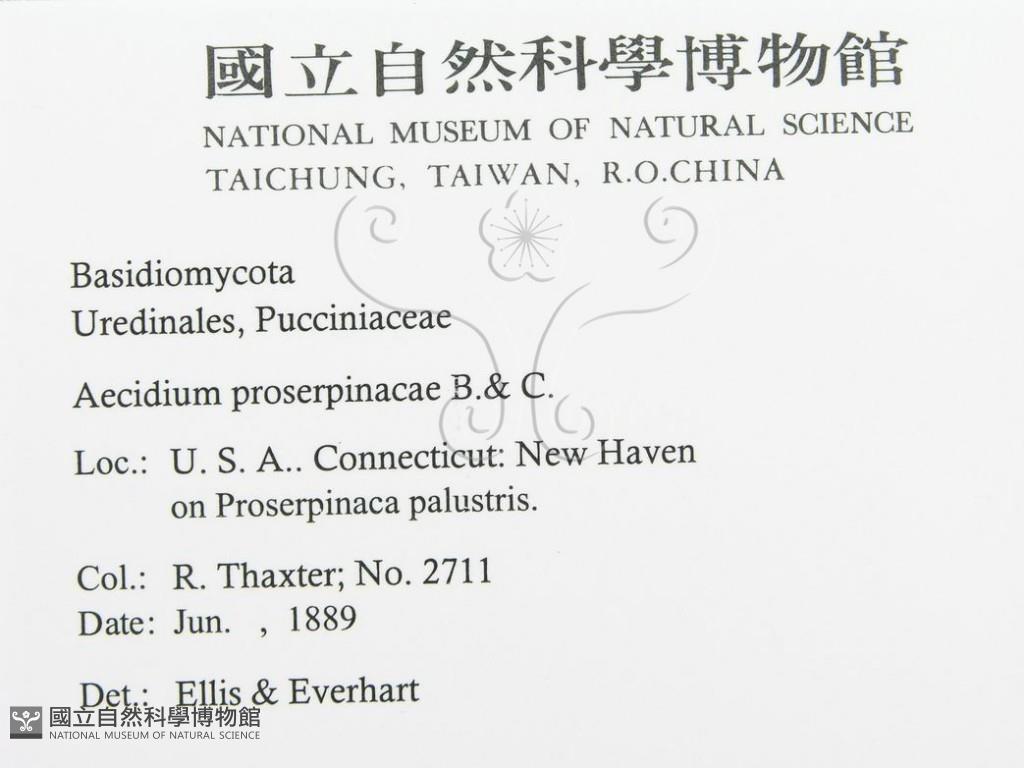 國立自然科學博物館
NATIONAL MUSEUM OF NATURAL SCIENCE
TAICHUNG, TAIWAN, R.O.CHINA
Basidiomycota
Uredinales, Pucciniaceae
Aecidium proserpinacae B.& C.
Loc.: U. S. A.. Connecticut: New Haven
on Proserpinaca palustris.
Col.: R. Thaxter; No. 2711
Date: Jun. , 1889
Det.: Ellis & Everhart
國立自然科學博物館
NATIONAL MUSEUM OF NATURAL SCIENCE